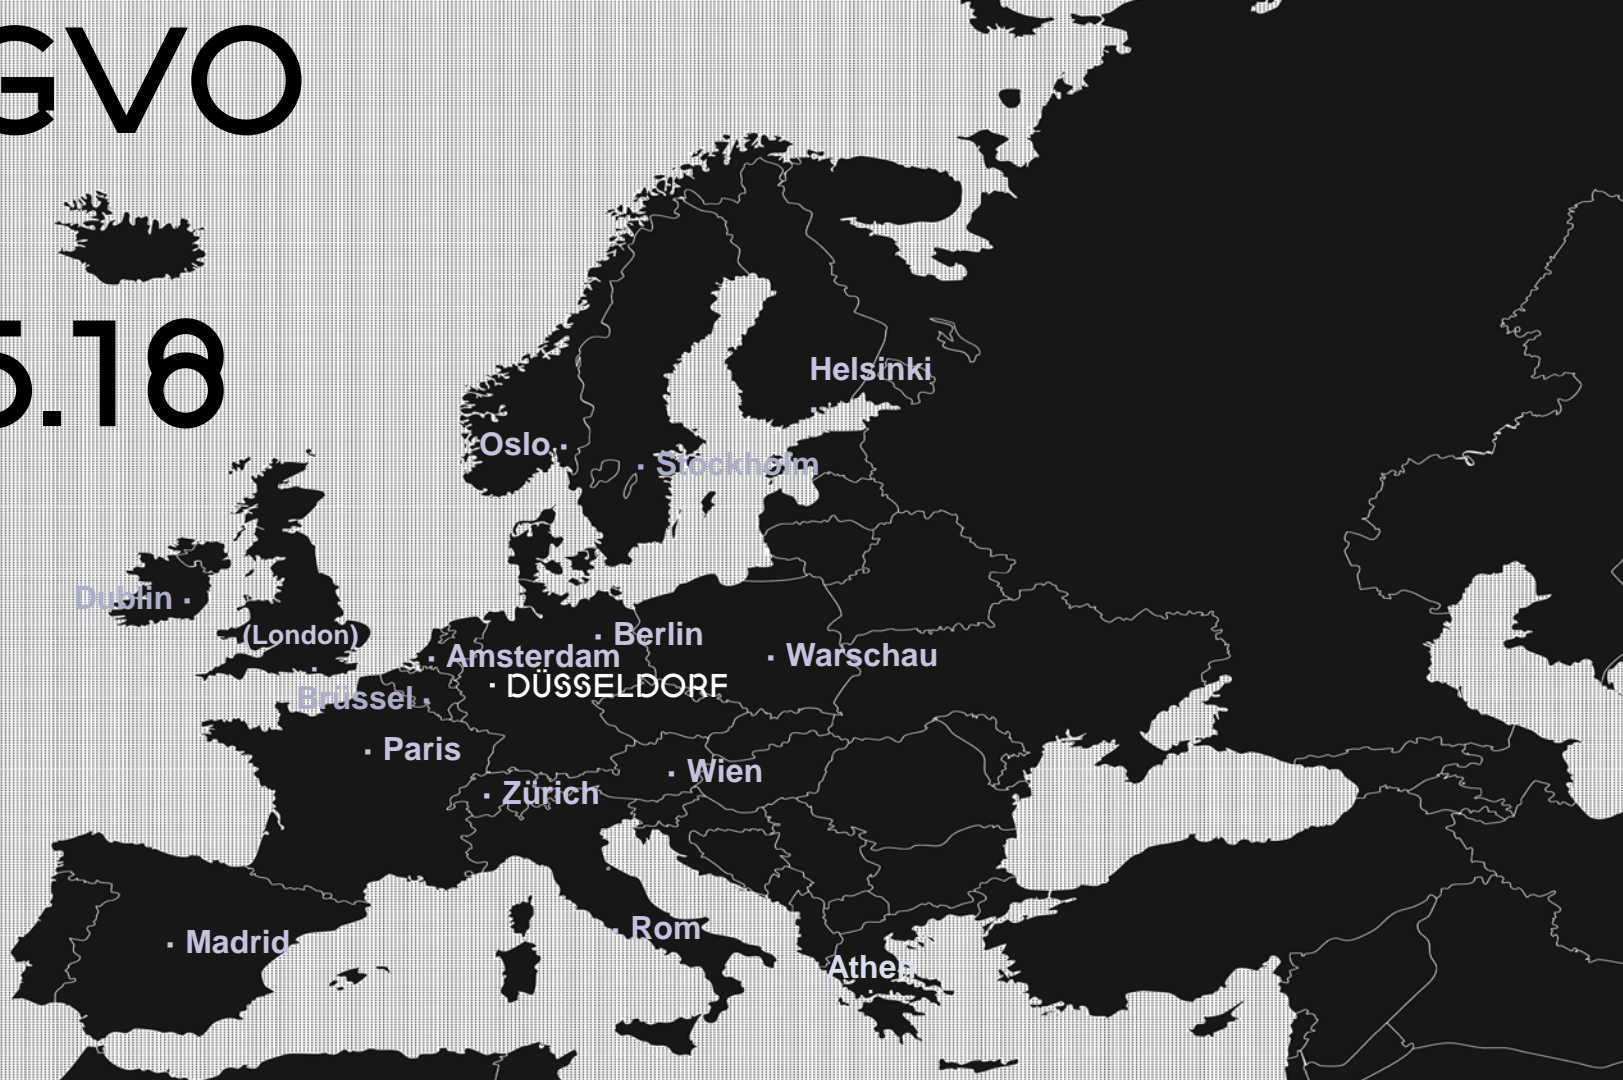 GVO
5.18
Helsinki
Oslo
Stockholm
Dublin
(London)
Berlin
Amsterdam
Warschau
DÜSSELDORF
Brüssel
Paris
Wien
Zürich
Rom
Madrid
Athen